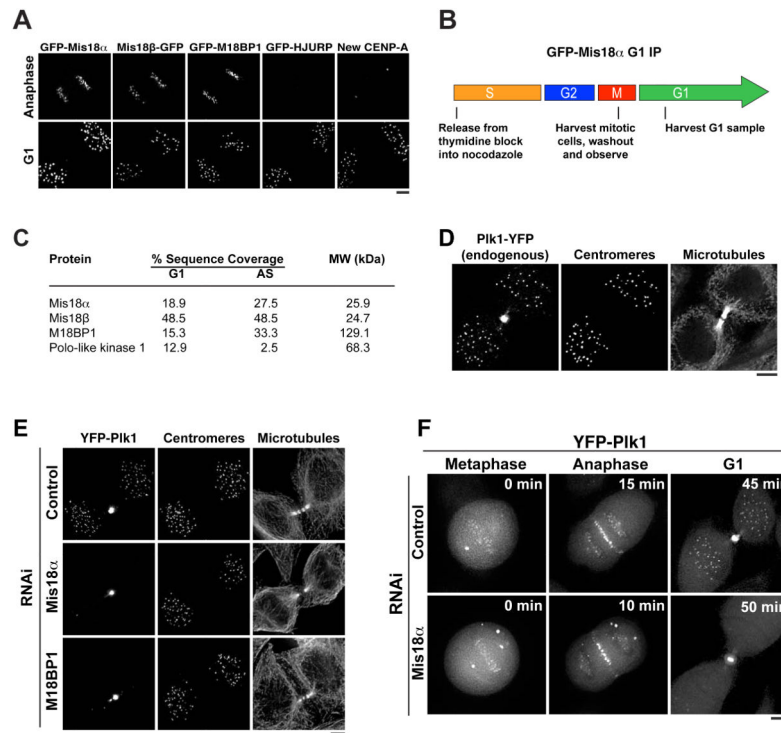 A
GFP-Mis18α Mis18β-GFP GFP-M18BP1 GFP-HJURP New CENP-A
Anaphase
G1
B
GFP-Mis18α G1 IP
S G2 M G1
Release from thymidine block into nocodazole
Harvest mitotic cells, washout and observe
Harvest G1 sample
C
Protein % Sequence Coverage MW (kDa)
G1 AS
Mis18α 18.9 27.5 25.9
Mis18β 48.5 48.5 24.7
M18BP1 15.3 33.3 129.1
Polo-like kinase 1 12.9 2.5 68.3
D
Plk1-YFP (endogenous) Centromeres Microtubules
E
YFP-Plk1 Centromeres Microtubules
RNAi
Control
Mis18α
M18BP1
F
YFP-Plk1
Metaphase Anaphase G1
RNAi
Control
0 min 15 min 45 min
Mis18α
0 min 10 min 50 min